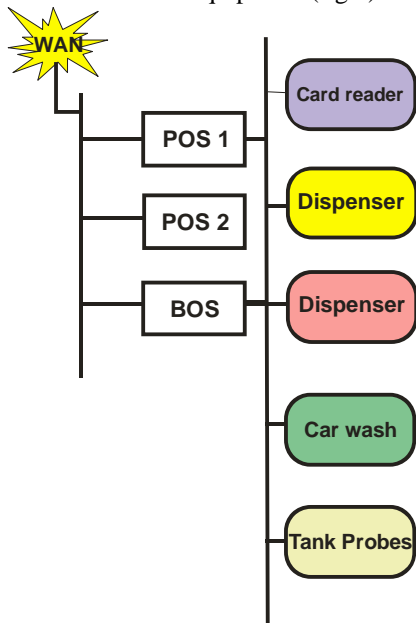 WAN
Card reader
POS 1
Dispenser
POS 2
BOS
Dispenser
Car wash
Tank Probes